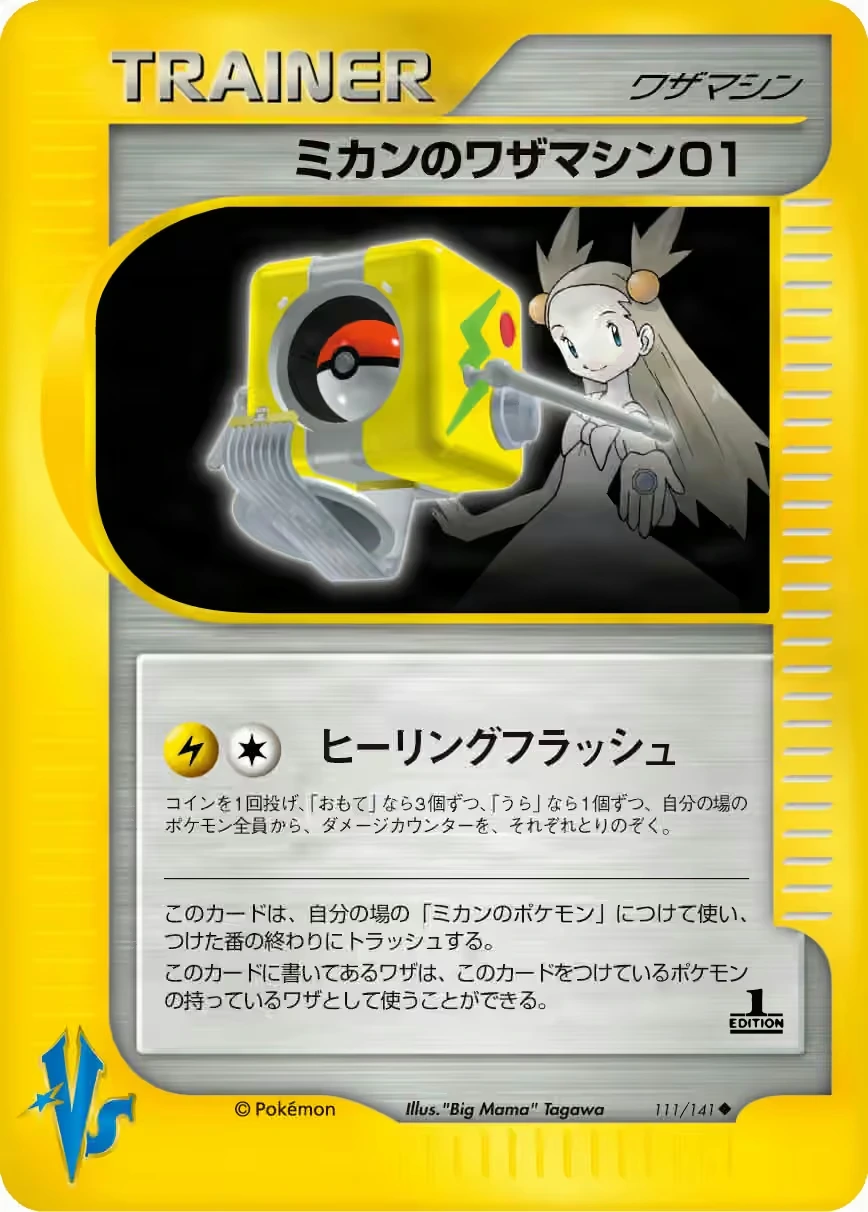 TRAINER
ワザマシン
ミカンのワザマシン01
ヒーリングフラッシュ
コインを1回投げ、「おもて」なら3個ずつ、「うら」なら1個ずつ、自分の場の
ポケモン全員から、ダメージカウンターを、それぞれとりのぞく。
このカードは、自分の場の「ミカンのポケモン」につけて使い、
つけた番の終わりにトラッシュする。
このカードに書いてあるワザは、このカードをつけているポケモン
の持っているワザとして使うことができる。
1
EDITION
VS
© Pokémon
Illus. "Big Mama" Tagawa
111/141 ◆